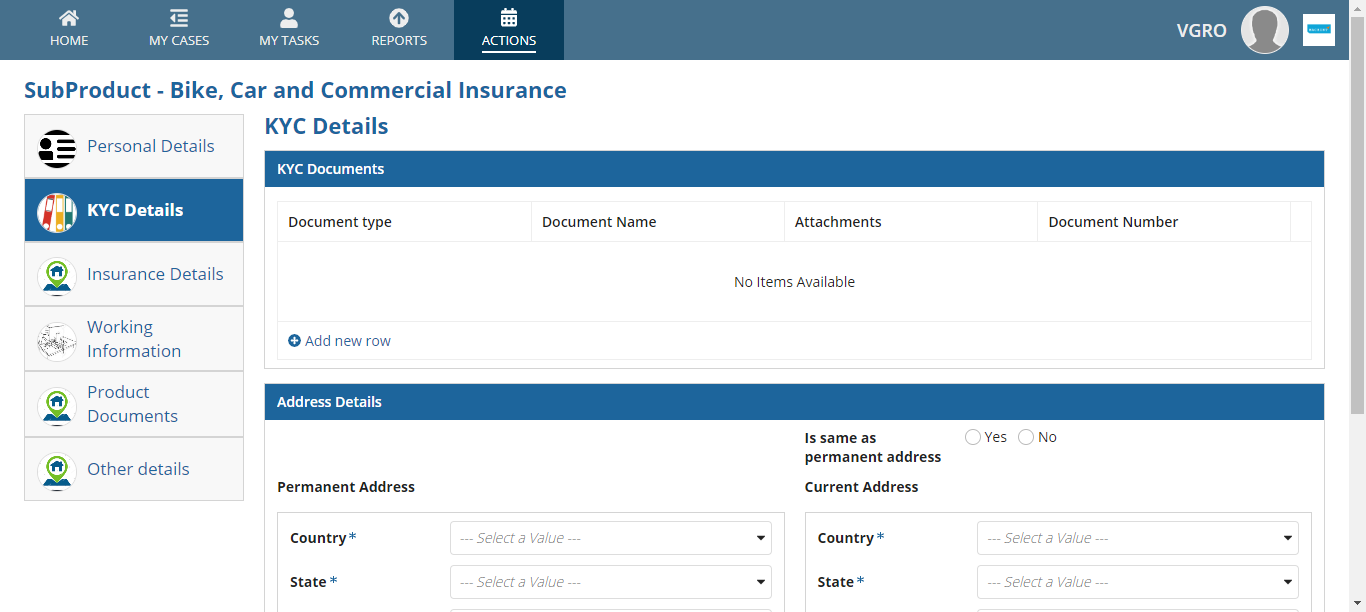 HOME
MY CASES
MY TASKS
REPORTS
ACTIONS
VGRO
SubProduct - Bike, Car and Commercial Insurance
Personal Details
KYC Details
Insurance Details
Working
Information
Product
Documents
Other details
KYC Details
KYC Documents
Document type
Document Name
Attachments
Document Number
No Items Available
Add new row
Address Details
Is same as
permanent address
Yes
No
Permanent Address
Current Address
Country*
--- Select a Value ---
Country*
--- Select a Value ---
State*
--- Select a Value ---
State*
--- Select a Value ---